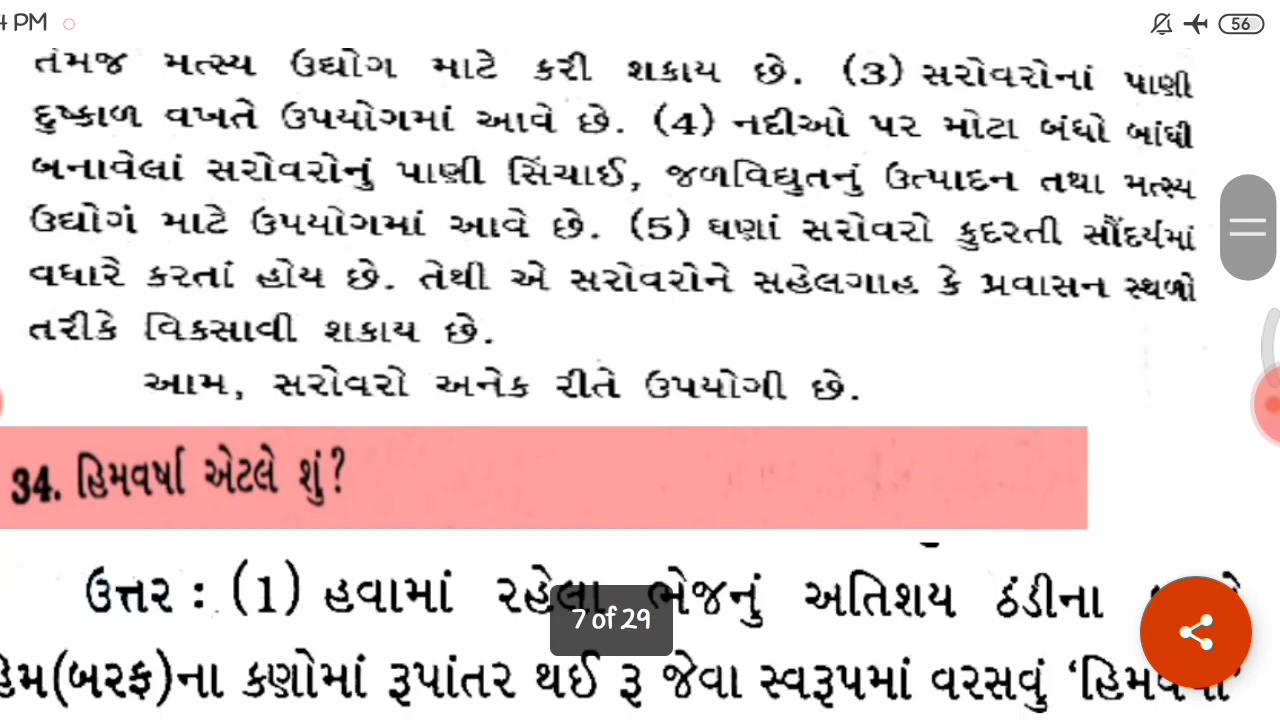 4 PM 56
તેમજ મત્સ્ય ઉદ્યોગ માટે કરી શકાય છે. (3) સરોવરોનાં પાણી
દુષ્કાળ વખતે ઉપયોગમાં આવે છે. (4) નદીઓ પર મોટા બંધો બાંધી
બનાવેલાં સરોવરોનું પાણી સિંચાઈ, જળવિદ્યુતનું ઉત્પાદન તથા મત્સ્ય
ઉદ્યોગ માટે ઉપયોગમાં આવે છે. (5) ઘણાં સરોવરો કુદરતી સૌંદર્યમાં
વધારે કરતાં હોય છે. તેથી એ સરોવરોને સહેલગાહ કે પ્રવાસન સ્થળો
તરીકે વિકસાવી શકાય છે.
આમ, સરોવરો અનેક રીતે ઉપયોગી છે.
34. હિમવર્ષા એટલે શું?
ઉત્તર : (1) હવામાં રહેલા ભેજનું અતિશય ઠંડીના
7 of 29
હિમ(બરફ)ના કણોમાં રૂપાંતર થઈ રૂ જેવા સ્વરૂપમાં વરસવું ‘હિમવર્ષા’